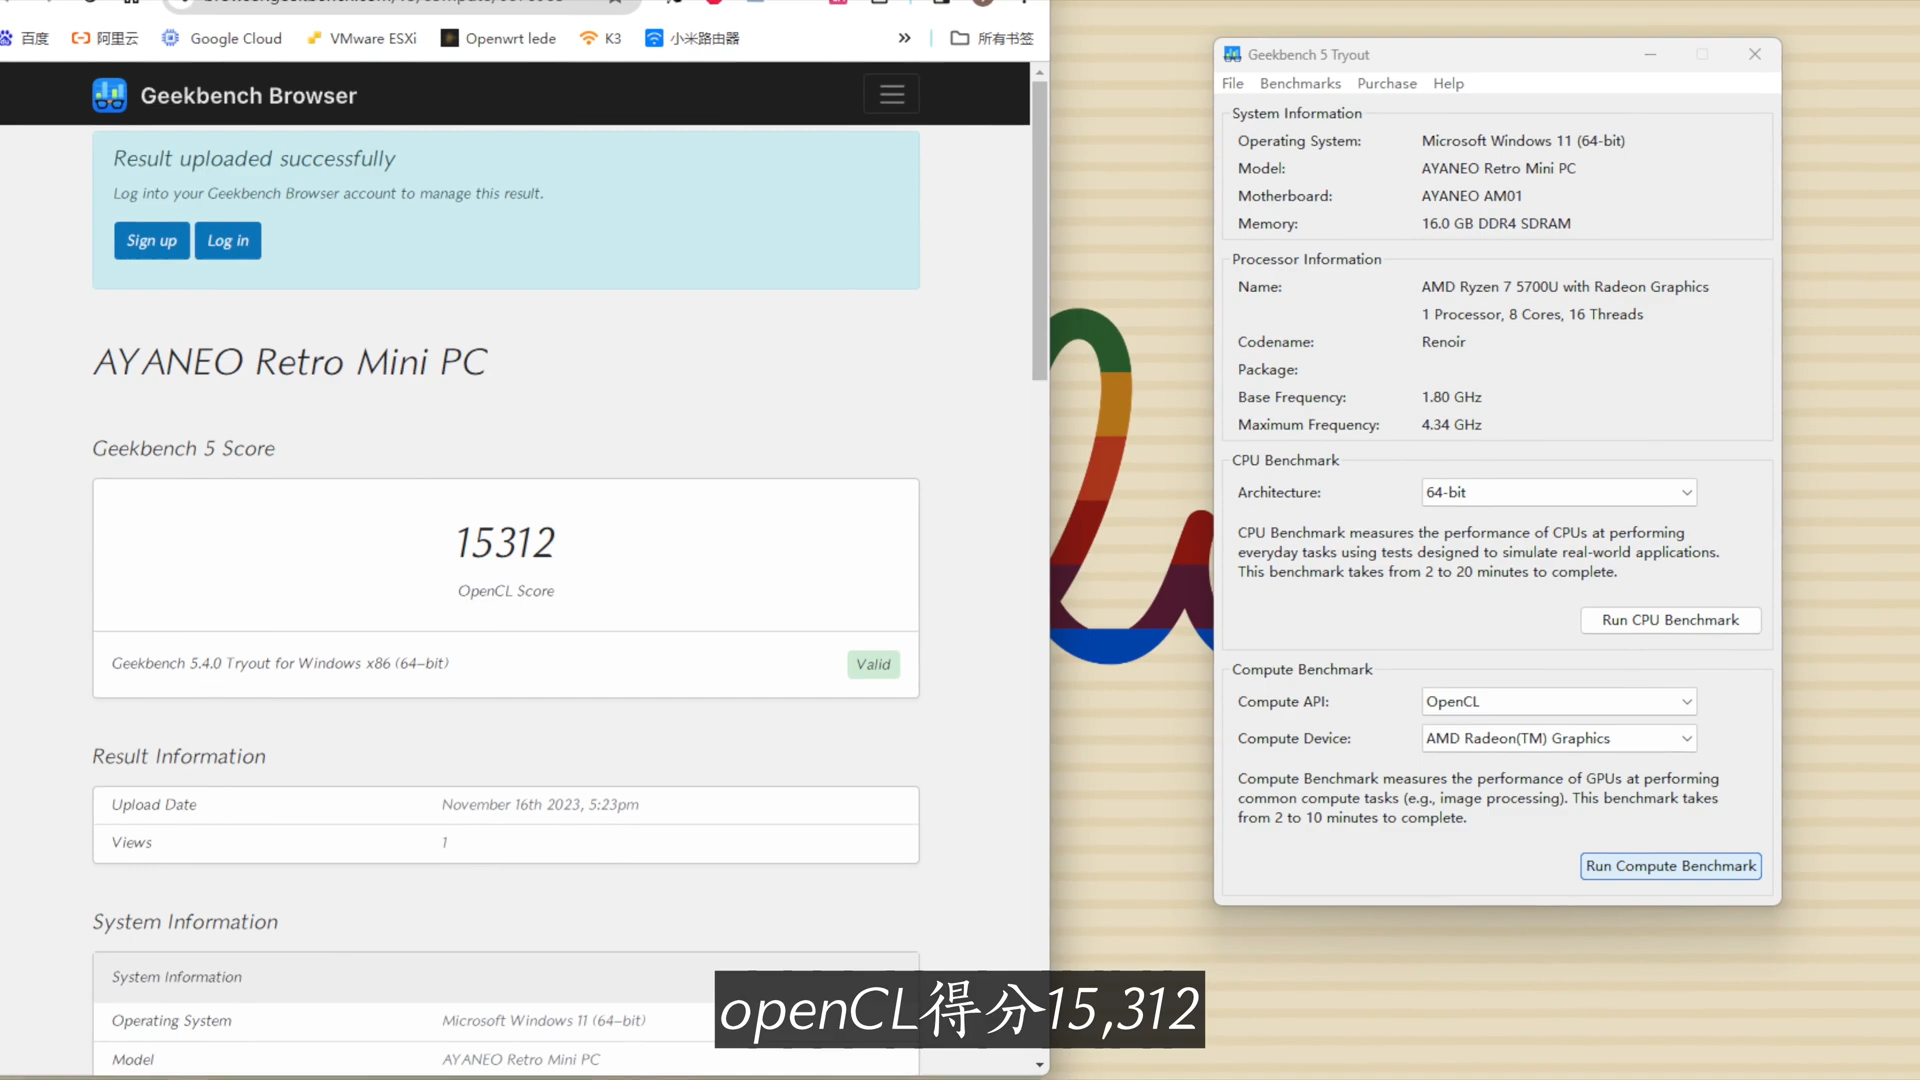 百度
阿里云
Google Cloud
VMware ESXi
Openwrt lede
K3
小米路由器
»
所有书签
Geekbench Browser
Result uploaded successfully
Log into your Geekbench Browser account to manage this result.
Sign up
Log in
AYANEO Retro Mini PC
Geekbench 5 Score
15312
OpenCL Score
Geekbench 5.4.0 Tryout for Windows x86 (64-bit)
Valid
Result Information
Upload Date November 16th 2023, 5:23pm
Views 1
System Information
System Information
Operating System Microsoft Windows 11 (64-bit)
Model AYANEO Retro Mini PC
Geekbench 5 Tryout
File Benchmarks Purchase Help
System Information
Operating System: Microsoft Windows 11 (64-bit)
Model: AYANEO Retro Mini PC
Motherboard: AYANEO AM01
Memory: 16.0 GB DDR4 SDRAM
Processor Information
Name: AMD Ryzen 7 5700U with Radeon Graphics
1 Processor, 8 Cores, 16 Threads
Codename: Renoir
Package:
Base Frequency: 1.80 GHz
Maximum Frequency: 4.34 GHz
CPU Benchmark
Architecture: 64-bit
CPU Benchmark measures the performance of CPUs at performing
everyday tasks using tests designed to simulate real-world applications.
This benchmark takes from 2 to 20 minutes to complete.
Run CPU Benchmark
Compute Benchmark
Compute API: OpenCL
Compute Device: AMD Radeon(TM) Graphics
Compute Benchmark measures the performance of GPUs at performing
common compute tasks (e.g., image processing). This benchmark takes
from 2 to 10 minutes to complete.
Run Compute Benchmark
openCL得分15,312